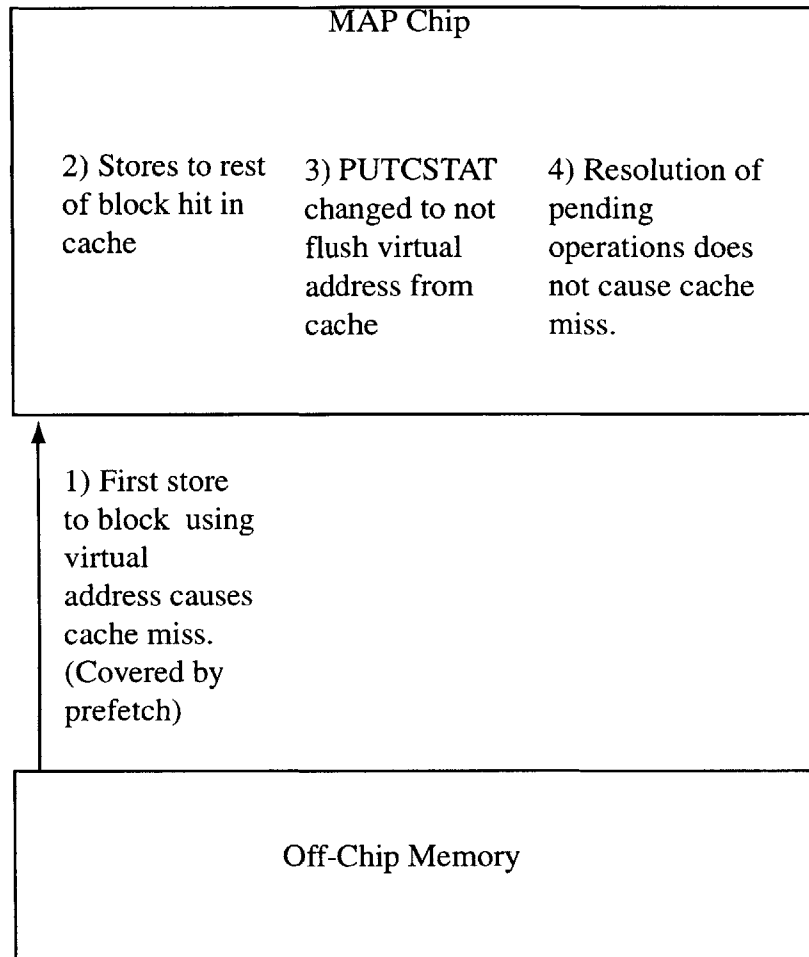 MAP Chip
2) Stores to rest
of block hit in
cache
3) PUTCSTAT
changed to not
flush virtual
address from
cache
4) Resolution of
pending
operations does
not cause cache
miss.
1) First store
to block using
virtual
address causes
cache miss.
(Covered by
prefetch)
Off-Chip Memory